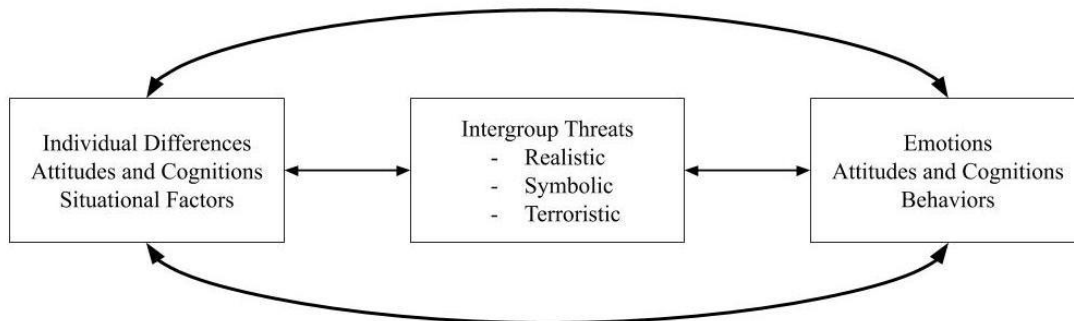 Individual Differences
Attitudes and Cognitions
Situational Factors
Intergroup Threats
- Realistic
- Symbolic
- Terroristic
Emotions
Attitudes and Cognitions
Behaviors